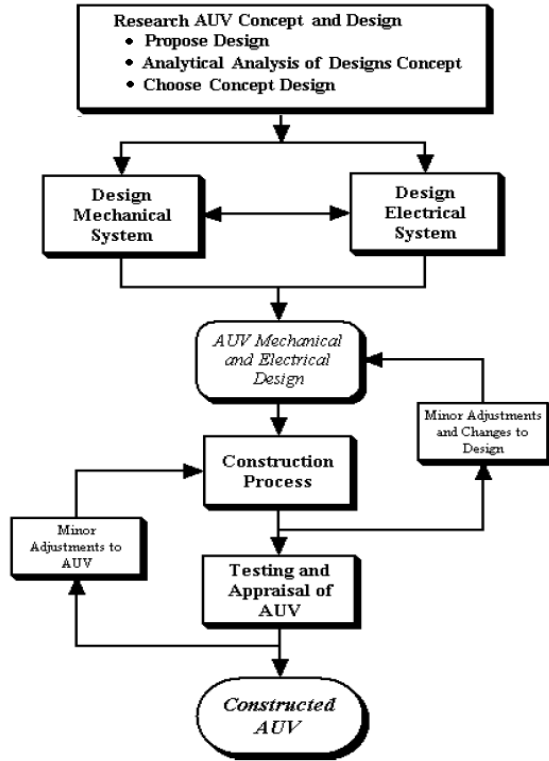 Research AUV Concept and Design
• Propose Design
• Analytical Analysis of Designs Concept
• Choose Concept Design
Design
Mechanical
System
Design
Electrical
System
AUV Mechanical
and Electrical
Design
Minor Adjustments
and Changes to
Design
Construction
Process
Minor
Adjustments to
AUV
Testing and
Appraisal of
AUV
Constructed
AUV